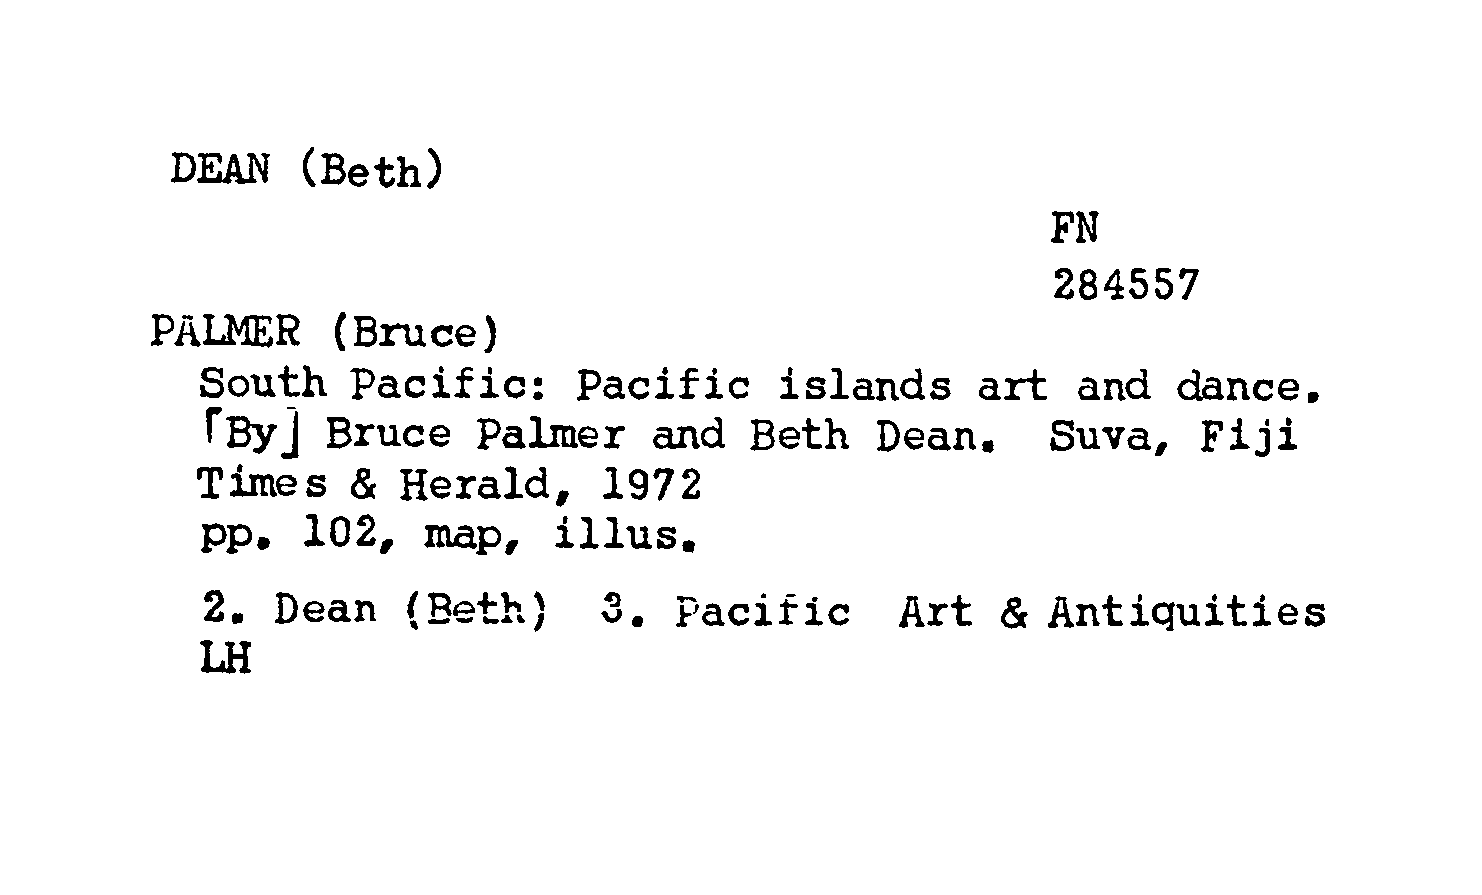 DEAN (Beth)
FN
284557
PALMER (Bruce)
South Pacific: Pacific islands art and dance.
⌈By⌋ Bruce Palmer and Beth Dean. Suva, Fiji
Times & Herald, 1972
pp. 102, map, illus.
2. Dean (Beth) 3. Pacific Art & Antiquities
LH